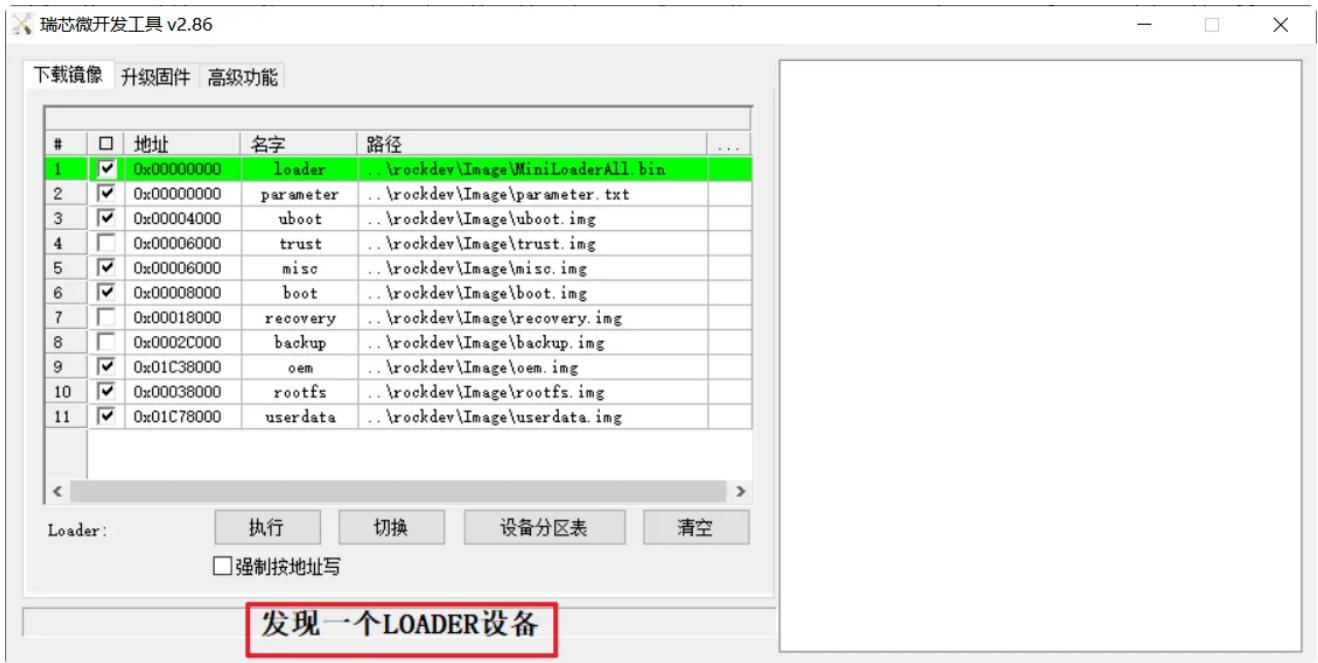 瑞芯微开发工具 v2.86
下载镜像 升级固件 高级功能
# 地址 名字 路径 ...
1 0x00000000 loader ..\rockdev\Image\MiniLoaderAll.bin
2 0x00000000 parameter ..\rockdev\Image\parameter.txt
3 0x00004000 uboot ..\rockdev\Image\uboot.img
4 0x00006000 trust ..\rockdev\Image\trust.img
5 0x00006000 misc ..\rockdev\Image\misc.img
6 0x00008000 boot ..\rockdev\Image\boot.img
7 0x00018000 recovery ..\rockdev\Image\recovery.img
8 0x0002C000 backup ..\rockdev\Image\backup.img
9 0x01C38000 oem ..\rockdev\Image\oem.img
10 0x00038000 rootfs ..\rockdev\Image\rootfs.img
11 0x01C78000 userdata ..\rockdev\Image\userdata.img
Loader: 执行 切换 设备分区表 清空
强制按地址写
发现一个LOADER设备